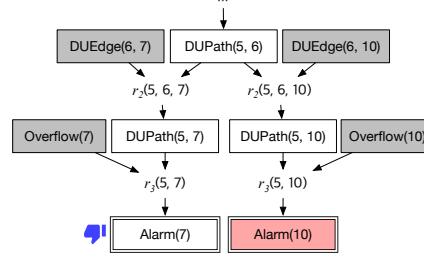 ...
DUEdge(6, 7) DUPath(5, 6) DUEdge(6, 10)
r₂(5, 6, 7) r₂(5, 6, 10)
Overflow(7) DUPath(5, 7) DUPath(5, 10) Overflow(10)
r₃(5, 7) r₃(5, 10)
Alarm(7) Alarm(10)